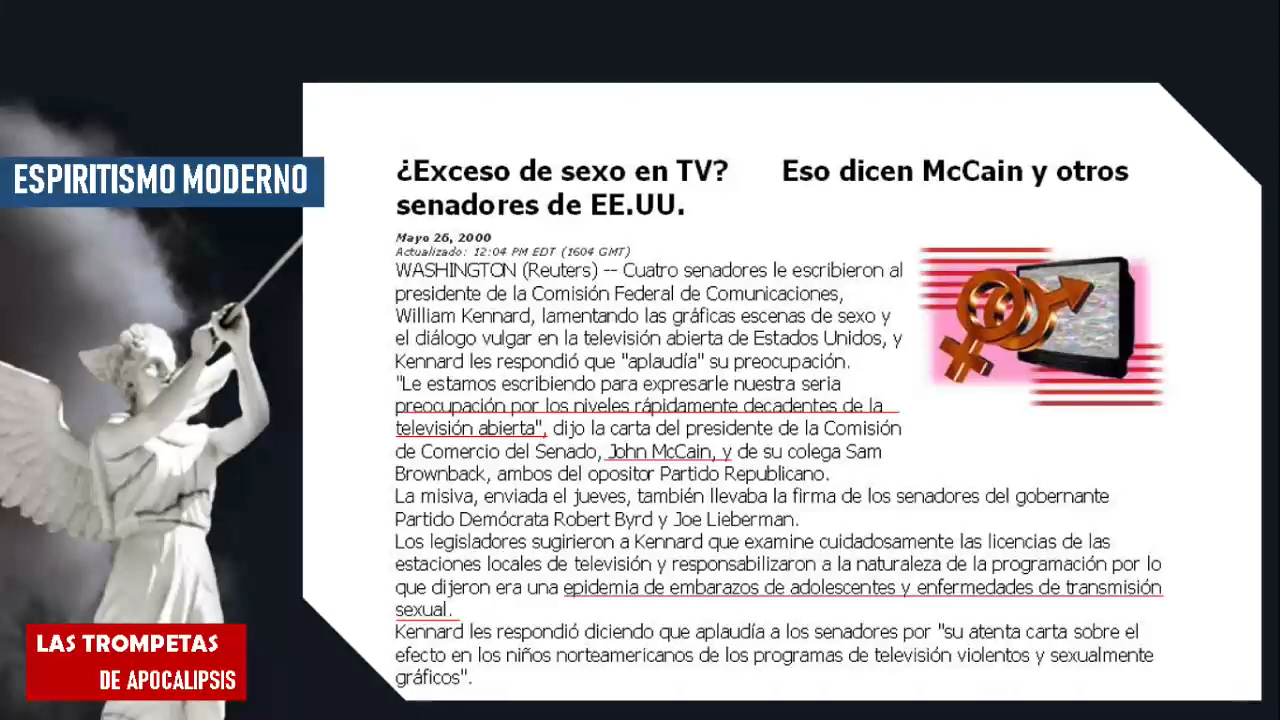 ESPIRITISMO MODERNO
¿Exceso de sexo en TV? Eso dicen McCain y otros
senadores de EE.UU.
Mayo 26, 2000
Actualizado: 12:04 PM EDT (1604 GMT)
WASHINGTON (Reuters) -- Cuatro senadores le escribieron al
presidente de la Comisión Federal de Comunicaciones,
William Kennard, lamentando las gráficas escenas de sexo y
el diálogo vulgar en la televisión abierta de Estados Unidos, y
Kennard les respondió que "aplaudía" su preocupación.
"Le estamos escribiendo para expresarle nuestra seria
preocupación por los niveles rápidamente decadentes de la
televisión abierta", dijo la carta del presidente de la Comisión
de Comercio del Senado, John McCain, y de su colega Sam
Brownback, ambos del opositor Partido Republicano.
La misiva, enviada el jueves, también llevaba la firma de los senadores del gobernante
Partido Demócrata Robert Byrd y Joe Lieberman.
Los legisladores sugirieron a Kennard que examine cuidadosamente las licencias de las
estaciones locales de televisión y responsabilizaron a la naturaleza de la programación por lo
que dijeron era una epidemia de embarazos de adolescentes y enfermedades de transmisión
sexual.
Kennard les respondió diciendo que aplaudía a los senadores por "su atenta carta sobre el
efecto en los niños norteamericanos de los programas de televisión violentos y sexualmente
gráficos".
LAS TROMPETAS
DE APOCALIPSIS